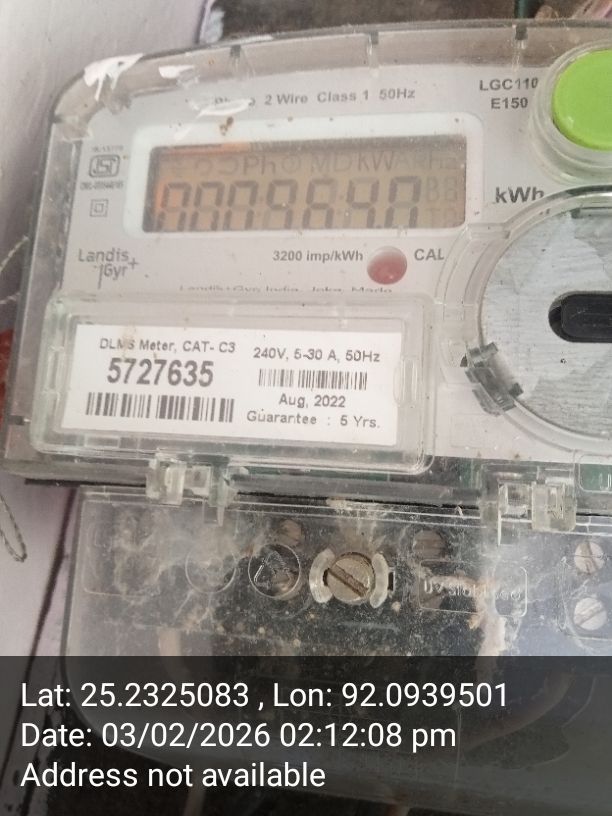 2 Wire Class 1 50Hz
LGC110
E150
kWh
Landis
Gyr+
3200 imp/kWh
CAL
DLMS Meter, CAT- C3
5727635
240V, 5-30 A, 50Hz
Aug, 2022
Guarantee : 5 Yrs.
Lat: 25.2325083 , Lon: 92.0939501
Date: 03/02/2026 02:12:08 pm
Address not available